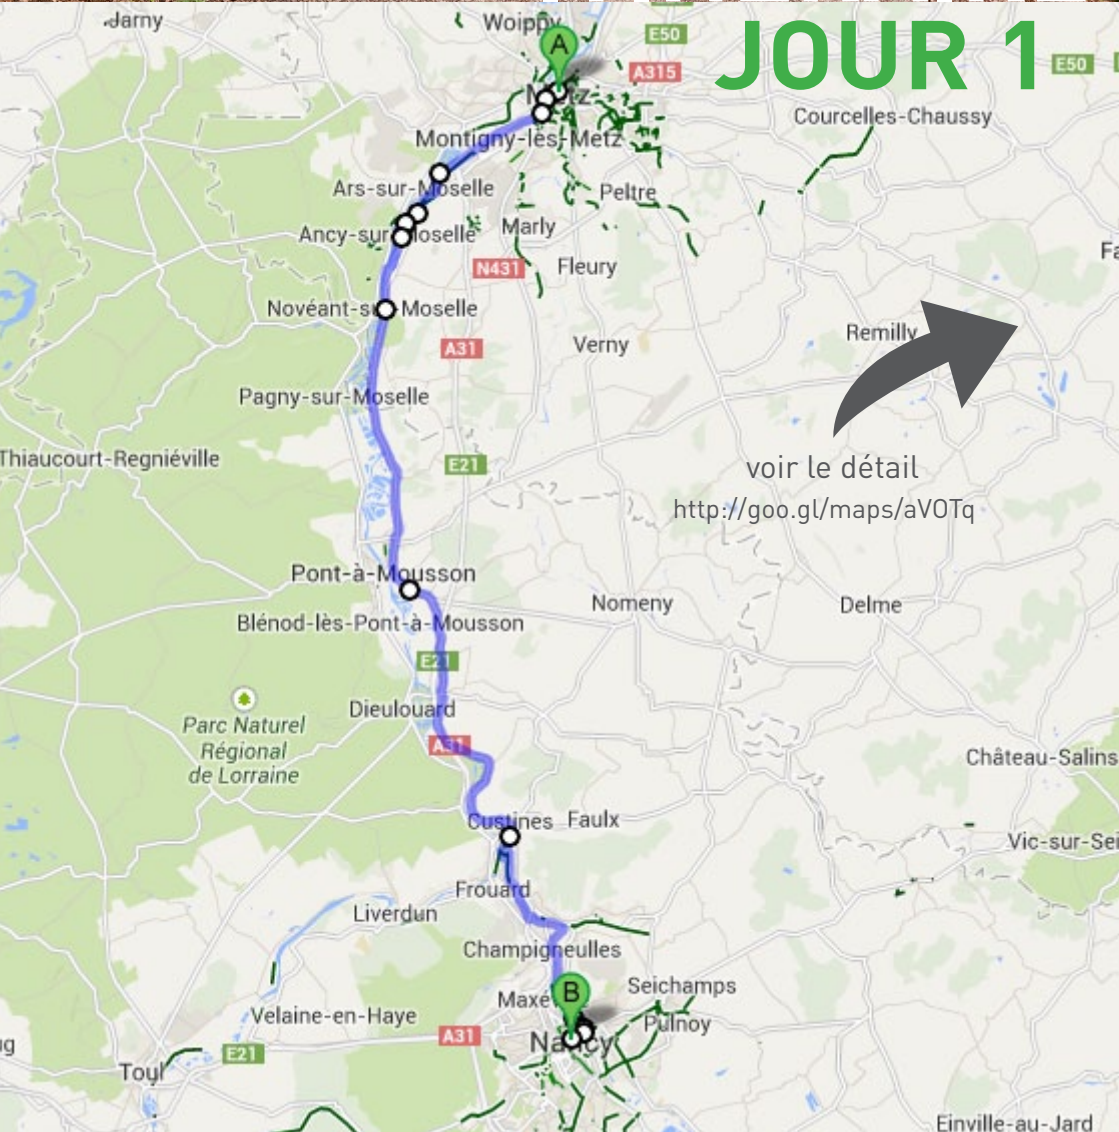 Jarny
Woippy
E50
JOUR 1
A
A315
E50
Metz
Courcelles-Chaussy
Montigny-lès-Metz
Ars-sur-Moselle
Peltre
Ancy-sur-Moselle
Marly
N431
Fleury
Novéant-sur-Moselle
Remilly
A31
Verny
Pagny-sur-Moselle
Thiaucourt-Regniéville
E21
voir le détail
http://goo.gl/maps/aVOTq
Pont-à-Mousson
Nomeny
Delme
Blénod-lès-Pont-à-Mousson
E21
Dieulouard
Parc Naturel
Régional
de Lorraine
A31
Château-Salins
Custines
Faulx
Vic-sur-Sei
Frouard
Liverdun
Champigneulles
B
Seichamps
Maxé
Velaine-en-Haye
Pulnoy
A31
Nancy
E21
Toul
Einville-au-Jard